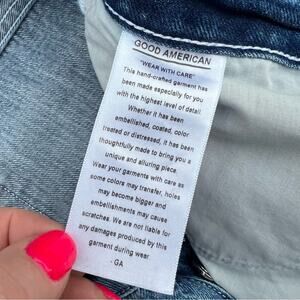 GOOD AMERICAN
"WEAR WITH CARE"
This hand-crafted garment has
been made especially for you
with the highest level of detail.
Whether it has been
embellished, coated, color
treated or distressed, it has been
thoughtfully made to bring you a
unique and alluring piece.
Wear your garments with care as
some colors may transfer, holes
may become bigger and
embellishments may cause
scratches. We are not liable for
any damages produced by this
garment during wear
- GA